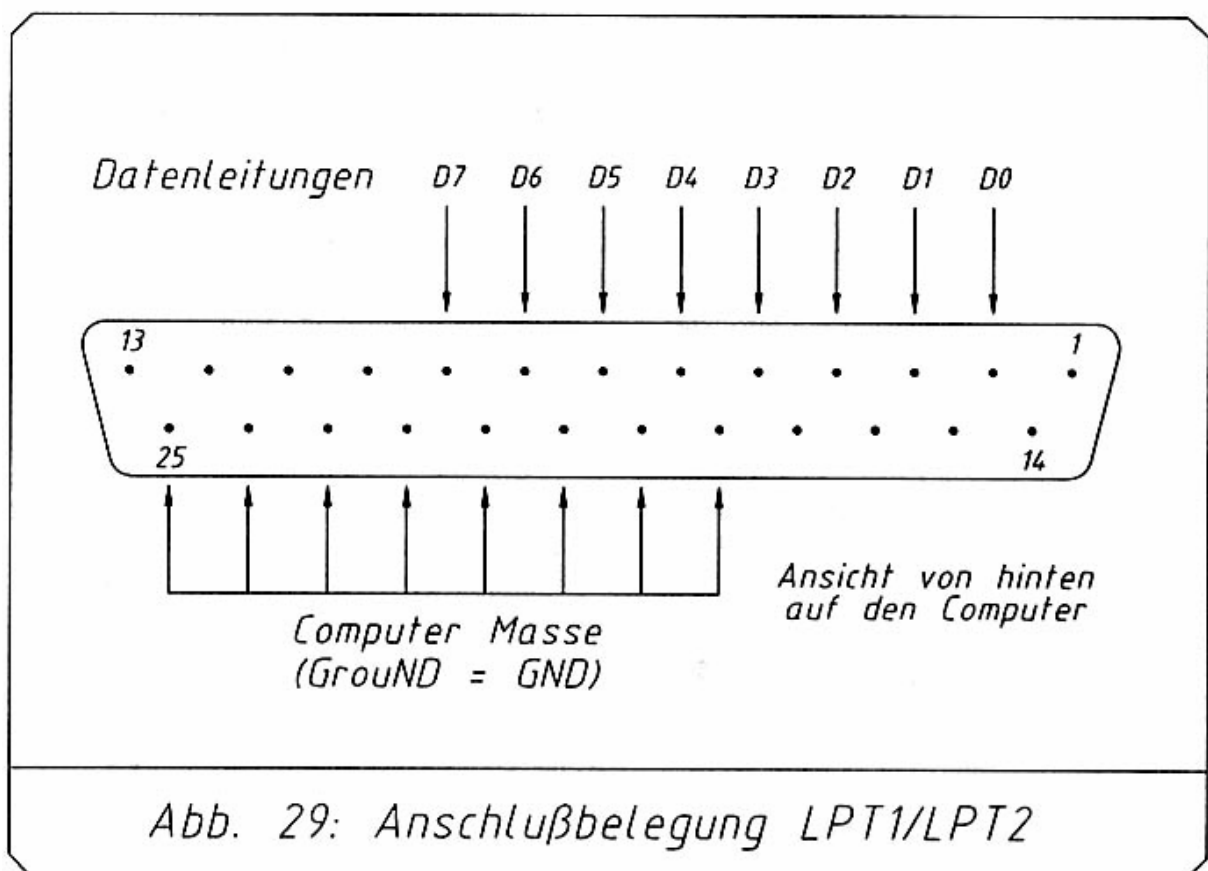 Datenleitungen D7 D6 D5 D4 D3 D2 D1 D0
13 1
25 14
Computer Masse
(GrouND = GND)
Ansicht von hinten
auf den Computer
Abb. 29: Anschlußbelegung LPT1/LPT2